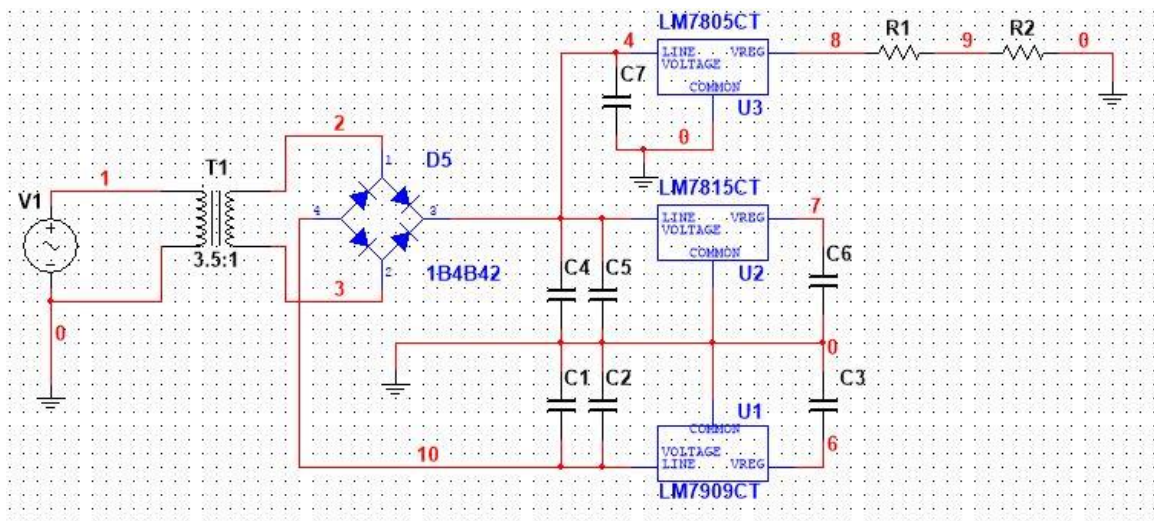 LM7805CT
4
LINE VREG
VOLTAGE
COMMON
U3
C7
0
8
R1
9
R2
0
2
1
D5
T1
1
V1
3.5:1
4
3
2
1B4B42
3
0
LM7815CT
LINE VREG
VOLTAGE
COMMON
U2
7
C4
C5
C6
0
C1
C2
C3
U1
COMMON
VOLTAGE
LINE VREG
LM7909CT
6
10